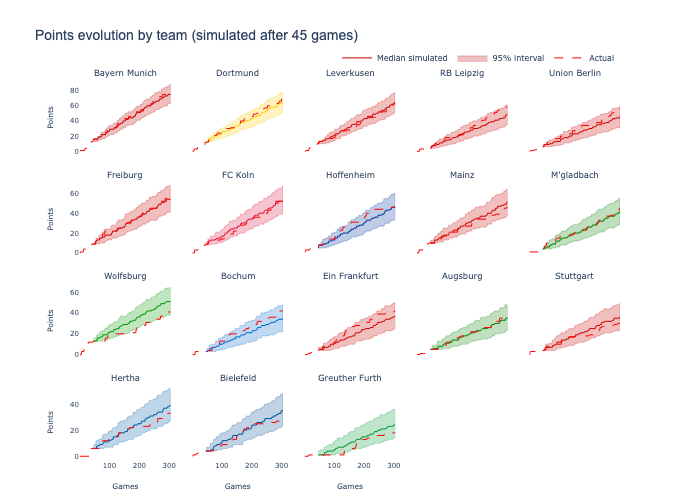 Points evolution by team (simulated after 45 games)
Median simulated 95% interval Actual
Bayern Munich Dortmund Leverkusen RB Leipzig Union Berlin
80
60
40
20
0
Points
Freiburg FC Koln Hoffenheim Mainz M'gladbach
60
40
20
0
Points
Wolfsburg Bochum Ein Frankfurt Augsburg Stuttgart
60
40
20
0
Points
Hertha Bielefeld Greuther Furth
40
20
0
Points
100 200 300 100 200 300 100 200 300
Games Games Games